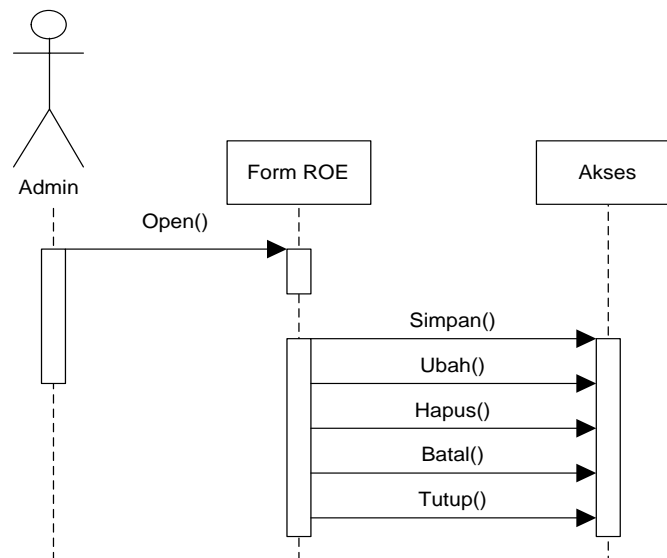 Admin
Form ROE
Akses
Open()
Simpan()
Ubah()
Hapus()
Batal()
Tutup()